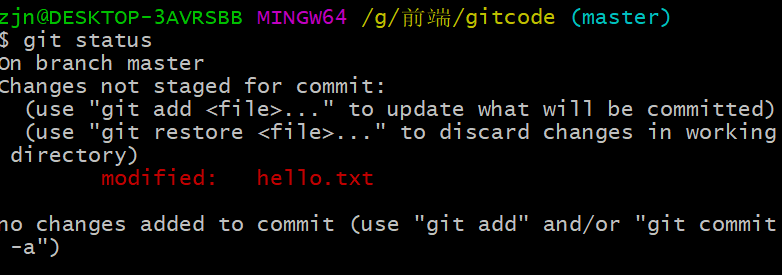 zjn@DESKTOP-3AVRSBB MINGW64 /g/前端/gitcode (master)
$ git status
On branch master
Changes not staged for commit:
  (use "git add <file>..." to update what will be committed)
  (use "git restore <file>..." to discard changes in working
 directory)
        modified:   hello.txt

no changes added to commit (use "git add" and/or "git commit
 -a")